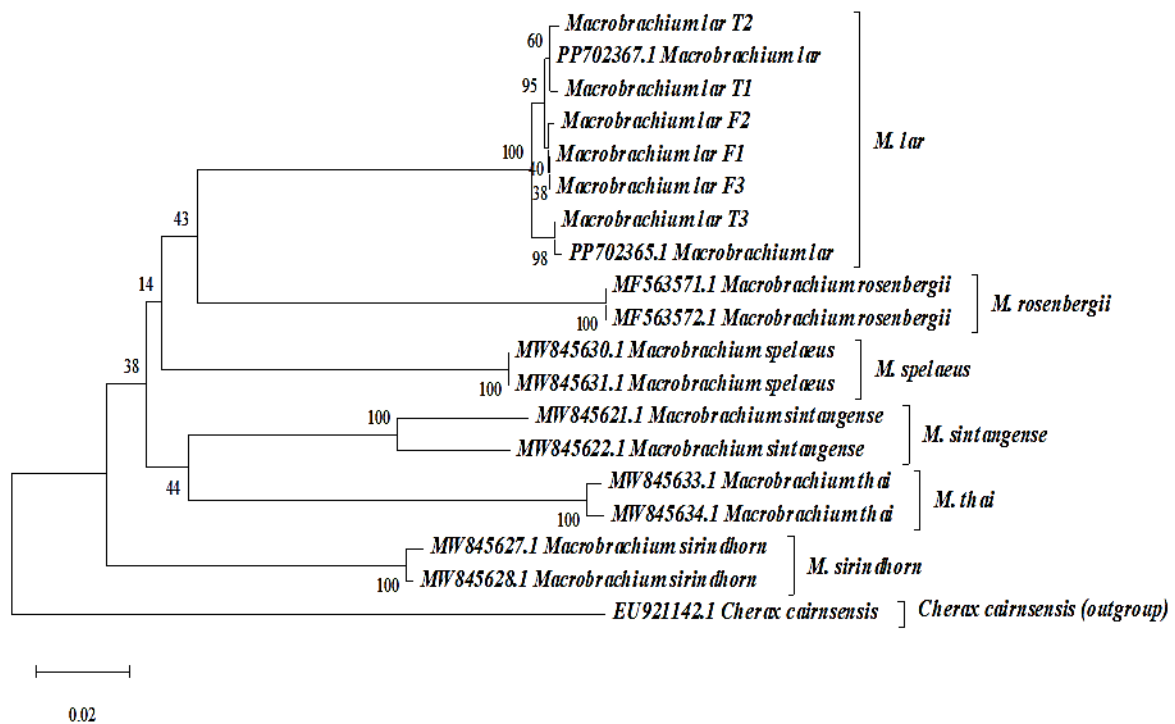 Macrobrachium lar T2
60
PP702367.1 Macrobrachium lar
95
Macrobrachium lar T1
Macrobrachium lar F2
M. lar
100
Macrobrachium lar F1
40
Macrobrachium lar F3
38
43
Macrobrachium lar T3
98
PP702365.1 Macrobrachium lar
14
MF563571.1 Macrobrachium rosenbergii
M. rosenbergii
100
MF563572.1 Macrobrachium rosenbergii
MW845630.1 Macrobrachium spelaeus
M. spelaeus
38
100
MW845631.1 Macrobrachium spelaeus
100
MW845621.1 Macrobrachium sintangense
M. sintangense
MW845622.1 Macrobrachium sintangense
44
MW845633.1 Macrobrachium thai
M. thai
100
MW845634.1 Macrobrachium thai
MW845627.1 Macrobrachium sirindhorn
M. sirindhorn
100
MW845628.1 Macrobrachium sirindhorn
EU921142.1 Cherax cairnsensis
Cherax cairnsensis (outgroup)
0.02